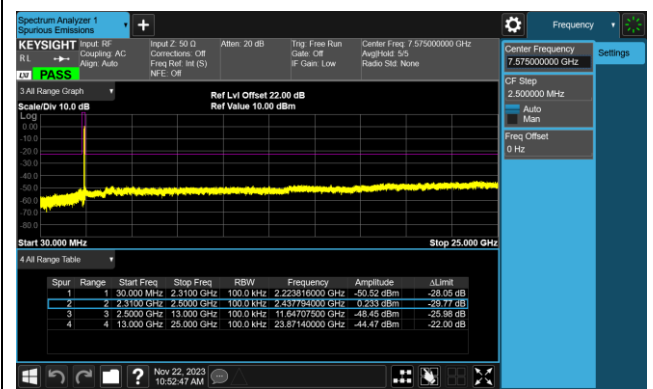 Spectrum Analyzer 1
Spurious Emissions
Frequency
KEYSIGHT
RL
LXI PASS
Input: RF
Coupling: AC
Align: Auto
Input Z: 50 Ω
Corrections: Off
Freq Ref: Int (S)
NFE: Off
Atten: 20 dB
Trig: Free Run
Gate: Off
IF Gain: Low
Center Freq: 7.575000000 GHz
Avg|Hold: 5/5
Radio Std: None
Center Frequency
7.575000000 GHz
Settings
CF Step
2.500000 MHz
Auto
Man
Freq Offset
0 Hz
3 All Range Graph
Scale/Div 10.0 dB
Ref Lvl Offset 22.00 dB
Ref Value 10.00 dBm
Log
0.00
-10.0
-20.0
-30.0
-40.0
-50.0
-60.0
-70.0
-80.0
Start 30.000 MHz Stop 25.000 GHz
4 All Range Table
Spur Range Start Freq Stop Freq RBW Frequency Amplitude ΔLimit
1 1 30.000 MHz 2.3100 GHz 100.0 kHz 2.223816000 GHz -50.52 dBm -28.05 dB
2 2 2.3100 GHz 2.5000 GHz 100.0 kHz 2.437794000 GHz 0.233 dBm -29.77 dB
3 3 2.5000 GHz 13.000 GHz 100.0 kHz 11.64707500 GHz -48.45 dBm -25.98 dB
4 4 13.000 GHz 25.000 GHz 100.0 kHz 23.87140000 GHz -44.47 dBm -22.00 dB
Nov 22, 2023
10:52:47 AM